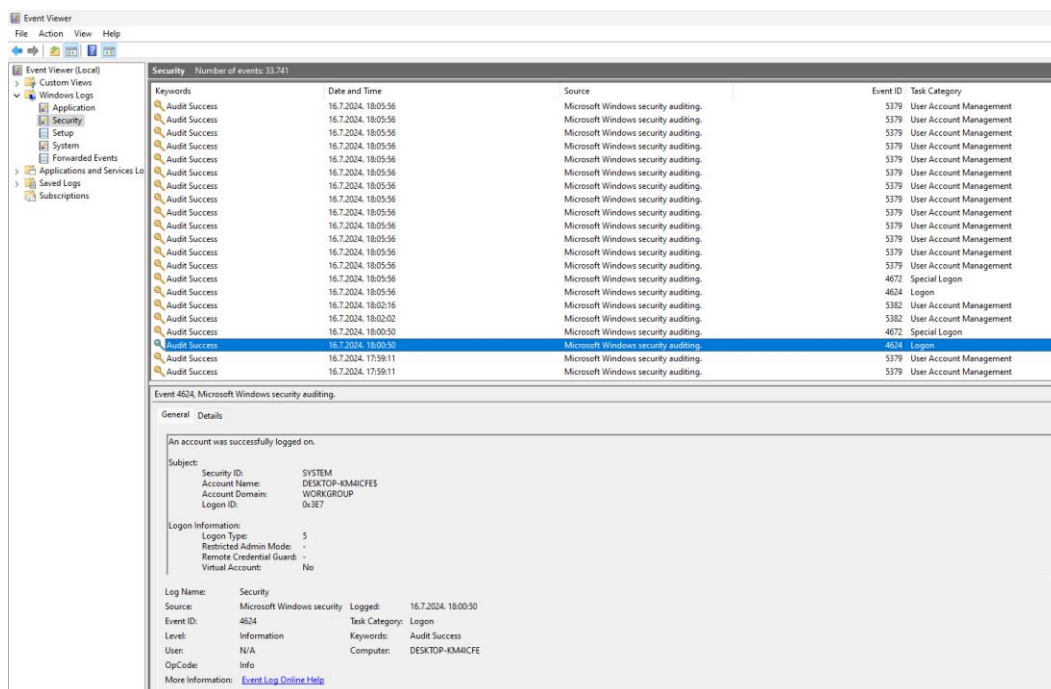 Event Viewer
File Action View Help
Event Viewer (Local)
Custom Views
Windows Logs
Application
Security
Setup
System
Forwarded Events
Applications and Services Lo
Saved Logs
Subscriptions
Security Number of events: 33.741
Keywords Date and Time Source Event ID Task Category
Audit Success 16.7.2024. 18:05:56 Microsoft Windows security auditing. 5379 User Account Management
Audit Success 16.7.2024. 18:05:56 Microsoft Windows security auditing. 5379 User Account Management
Audit Success 16.7.2024. 18:05:56 Microsoft Windows security auditing. 5379 User Account Management
Audit Success 16.7.2024. 18:05:56 Microsoft Windows security auditing. 5379 User Account Management
Audit Success 16.7.2024. 18:05:56 Microsoft Windows security auditing. 5379 User Account Management
Audit Success 16.7.2024. 18:05:56 Microsoft Windows security auditing. 5379 User Account Management
Audit Success 16.7.2024. 18:05:56 Microsoft Windows security auditing. 5379 User Account Management
Audit Success 16.7.2024. 18:05:56 Microsoft Windows security auditing. 5379 User Account Management
Audit Success 16.7.2024. 18:05:56 Microsoft Windows security auditing. 5379 User Account Management
Audit Success 16.7.2024. 18:05:56 Microsoft Windows security auditing. 5379 User Account Management
Audit Success 16.7.2024. 18:05:56 Microsoft Windows security auditing. 5379 User Account Management
Audit Success 16.7.2024. 18:05:56 Microsoft Windows security auditing. 5379 User Account Management
Audit Success 16.7.2024. 18:05:56 Microsoft Windows security auditing. 5379 User Account Management
Audit Success 16.7.2024. 18:05:56 Microsoft Windows security auditing. 4672 Special Logon
Audit Success 16.7.2024. 18:05:56 Microsoft Windows security auditing. 4624 Logon
Audit Success 16.7.2024. 18:02:16 Microsoft Windows security auditing. 5382 User Account Management
Audit Success 16.7.2024. 18:02:02 Microsoft Windows security auditing. 5382 User Account Management
Audit Success 16.7.2024. 18:00:50 Microsoft Windows security auditing. 4672 Special Logon
Audit Success 16.7.2024. 18:00:50 Microsoft Windows security auditing. 4624 Logon
Audit Success 16.7.2024. 17:59:11 Microsoft Windows security auditing. 5379 User Account Management
Audit Success 16.7.2024. 17:59:11 Microsoft Windows security auditing. 5379 User Account Management
Event 4624, Microsoft Windows security auditing.
General Details
An account was successfully logged on.
Subject:
Security ID: SYSTEM
Account Name: DESKTOP-KM4ICFE$
Account Domain: WORKGROUP
Logon ID: 0x3E7
Logon Information:
Logon Type: 5
Restricted Admin Mode: -
Remote Credential Guard: -
Virtual Account: No
Log Name: Security
Source: Microsoft Windows security Logged: 16.7.2024. 18:00:50
Event ID: 4624 Task Category: Logon
Level: Information Keywords: Audit Success
User: N/A Computer: DESKTOP-KM4ICFE
OpCode: Info
More Information: Event Log Online Help